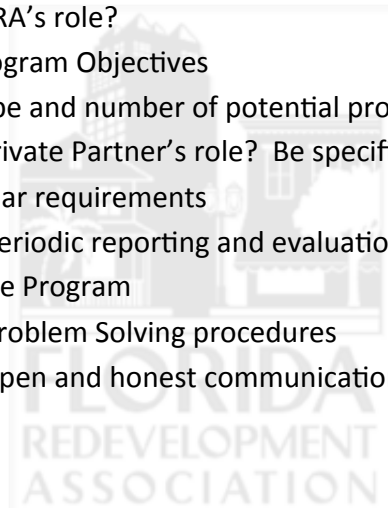 RA’s role?
ogram Objectives
pe and number of potential pro
rivate Partner’s role? Be specif
ar requirements
eriodic reporting and evaluatio
e Program
roblem Solving procedures
pen and honest communicatio
FLORIDA
REDEVELOPMENT
ASSOCIATION